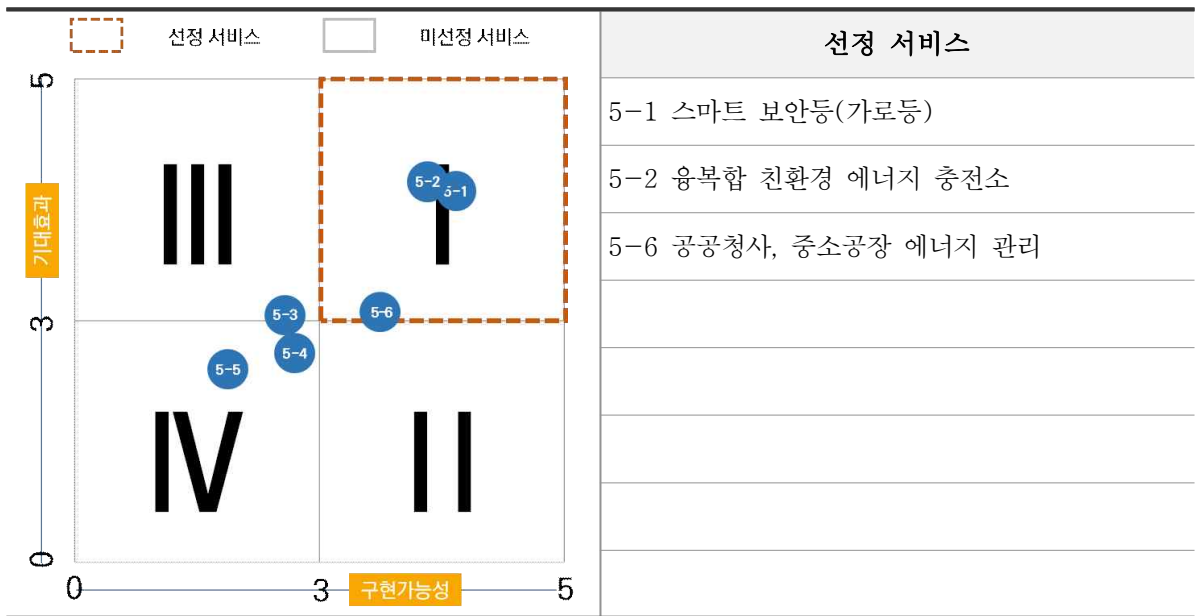 선정 서비스
미선정 서비스
5
III
I
5-2
5-1
기대효과
5-3
5-6
3
5-4
5-5
IV
II
0
0
3
구현가능성
5
선정 서비스
5-1 스마트 보안등(가로등)
5-2 융복합 친환경 에너지 충전소
5-6 공공청사, 중소공장 에너지 관리